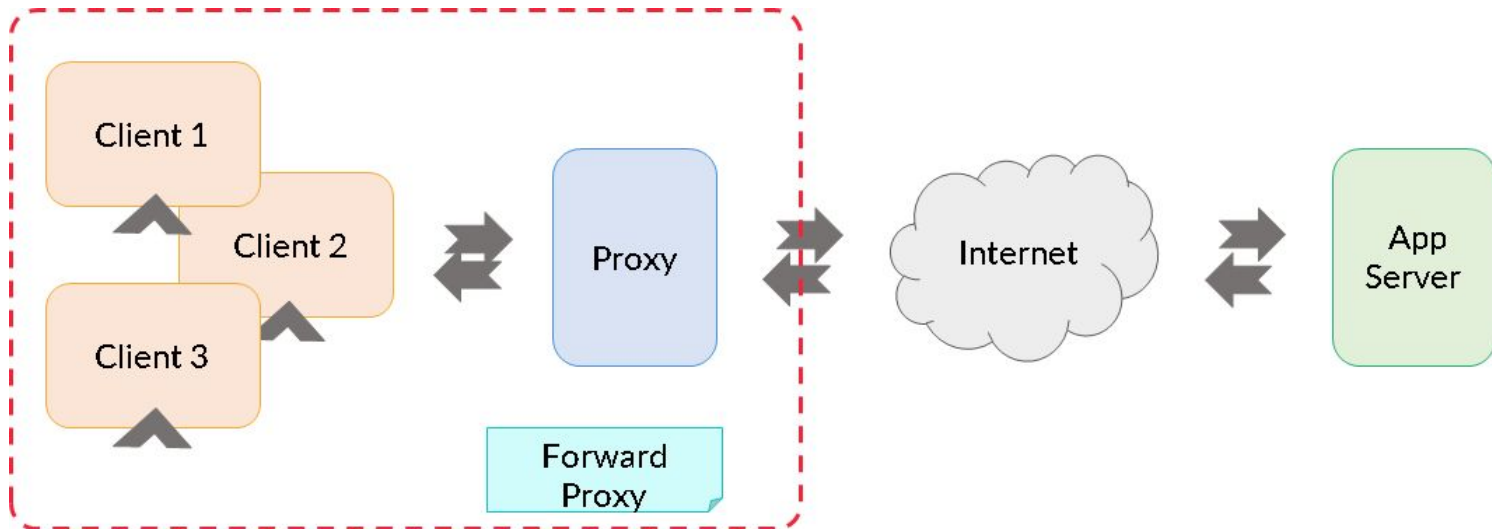 Client 1
Client 2
Client 3
Proxy
Forward
Proxy
Internet
App
Server